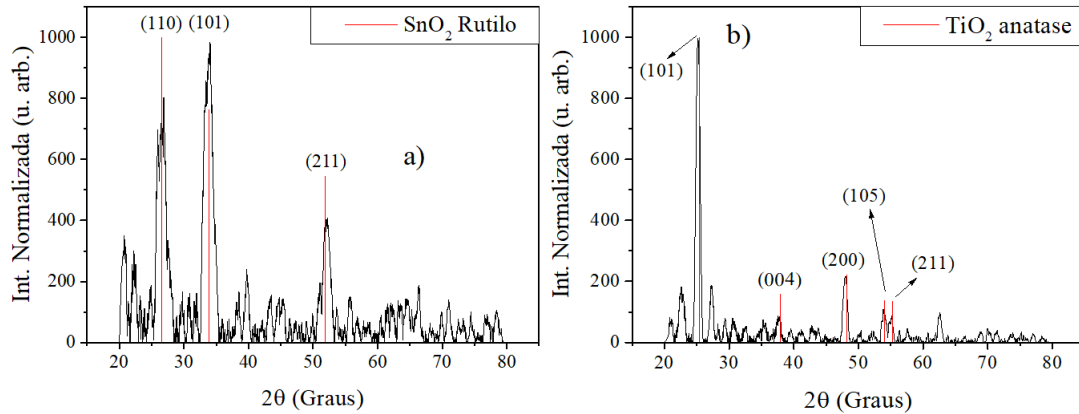 (110) (101)
SnO₂ Rutilo
a)
(211)
1000
800
600
400
200
0
20 30 40 50 60 70 80
2θ (Graus)
Int. Normalizada (u. arb.)
b)
TiO₂ anatase
(101)
(105)
(004)
(200)
(211)
1000
800
600
400
200
0
20 30 40 50 60 70 80
2θ (Graus)
Int. Normalizada (u. arb.)